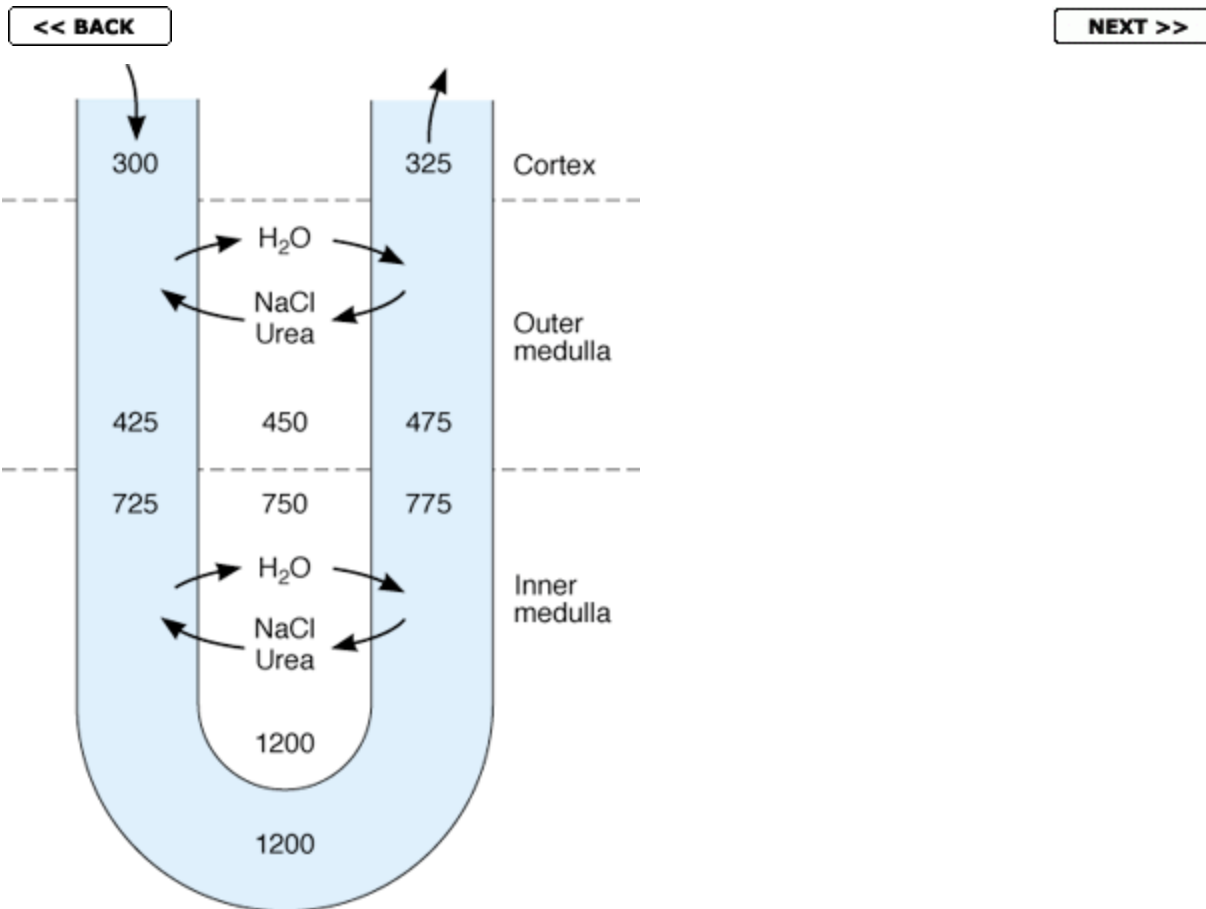 << BACK
NEXT >>
300
325
Cortex
H₂O
NaCl
Urea
Outer
medulla
425
450
475
725
750
775
H₂O
NaCl
Urea
Inner
medulla
1200
1200